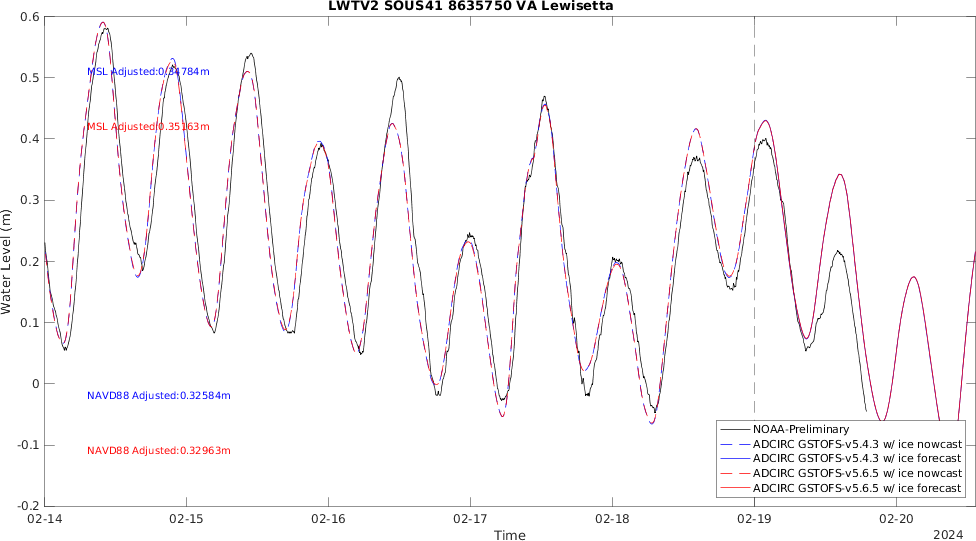 LWTV2 SOUS41 8635750 VA Lewisetta
0.6
0.5
0.4
0.3
0.2
0.1
0
-0.1
-0.2
Water Level (m)
MSL Adjusted:0.34784m
MSL Adjusted:0.35163m
NAVD88 Adjusted:0.32584m
NAVD88 Adjusted:0.32963m
NOAA-Preliminary
ADCIRC GSTOFS-v5.4.3 w/ ice nowcast
ADCIRC GSTOFS-v5.4.3 w/ ice forecast
ADCIRC GSTOFS-v5.6.5 w/ ice nowcast
ADCIRC GSTOFS-v5.6.5 w/ ice forecast
02-14 02-15 02-16 02-17 02-18 02-19 02-20
Time
2024